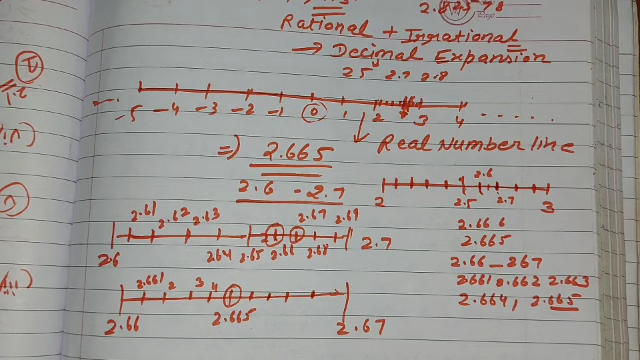 Rational + Irrational
→ Decimal Expansion
2.5 2.7 2.8
-5 -4 -3 -2 -1 0 1 2 3 4 ......
Real Number line
=) 2.665
2.6 - 2.7
2.6
2 2.5 2.7 3
2.61 2.62 2.63 2.67 2.69
2.6 2.64 2.65 2.66 2.68 2.7
2.666
2.665
2.66 - 267
2661, 2.662 2.663
2.664, 2.665
2.661 2 3 4
2.66 2.665 2.67